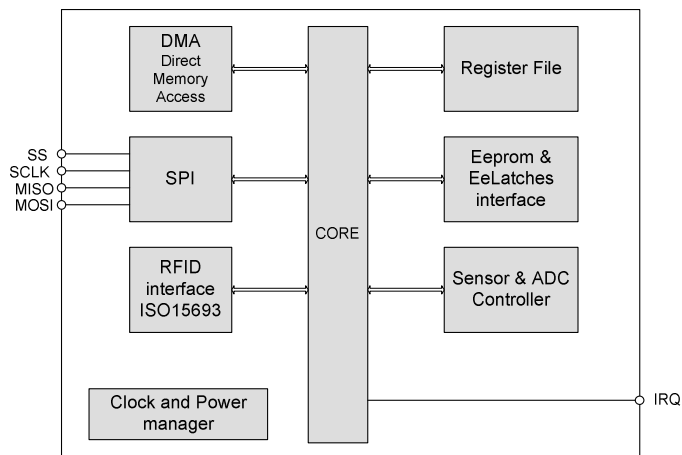 DMA
Direct
Memory
Access
Register File
SS
SCLK
MISO
MOSI
SPI
Eeprom &
EeLatches
interface
CORE
RFID
interface
ISO15693
Sensor & ADC
Controller
Clock and Power
manager
IRQ